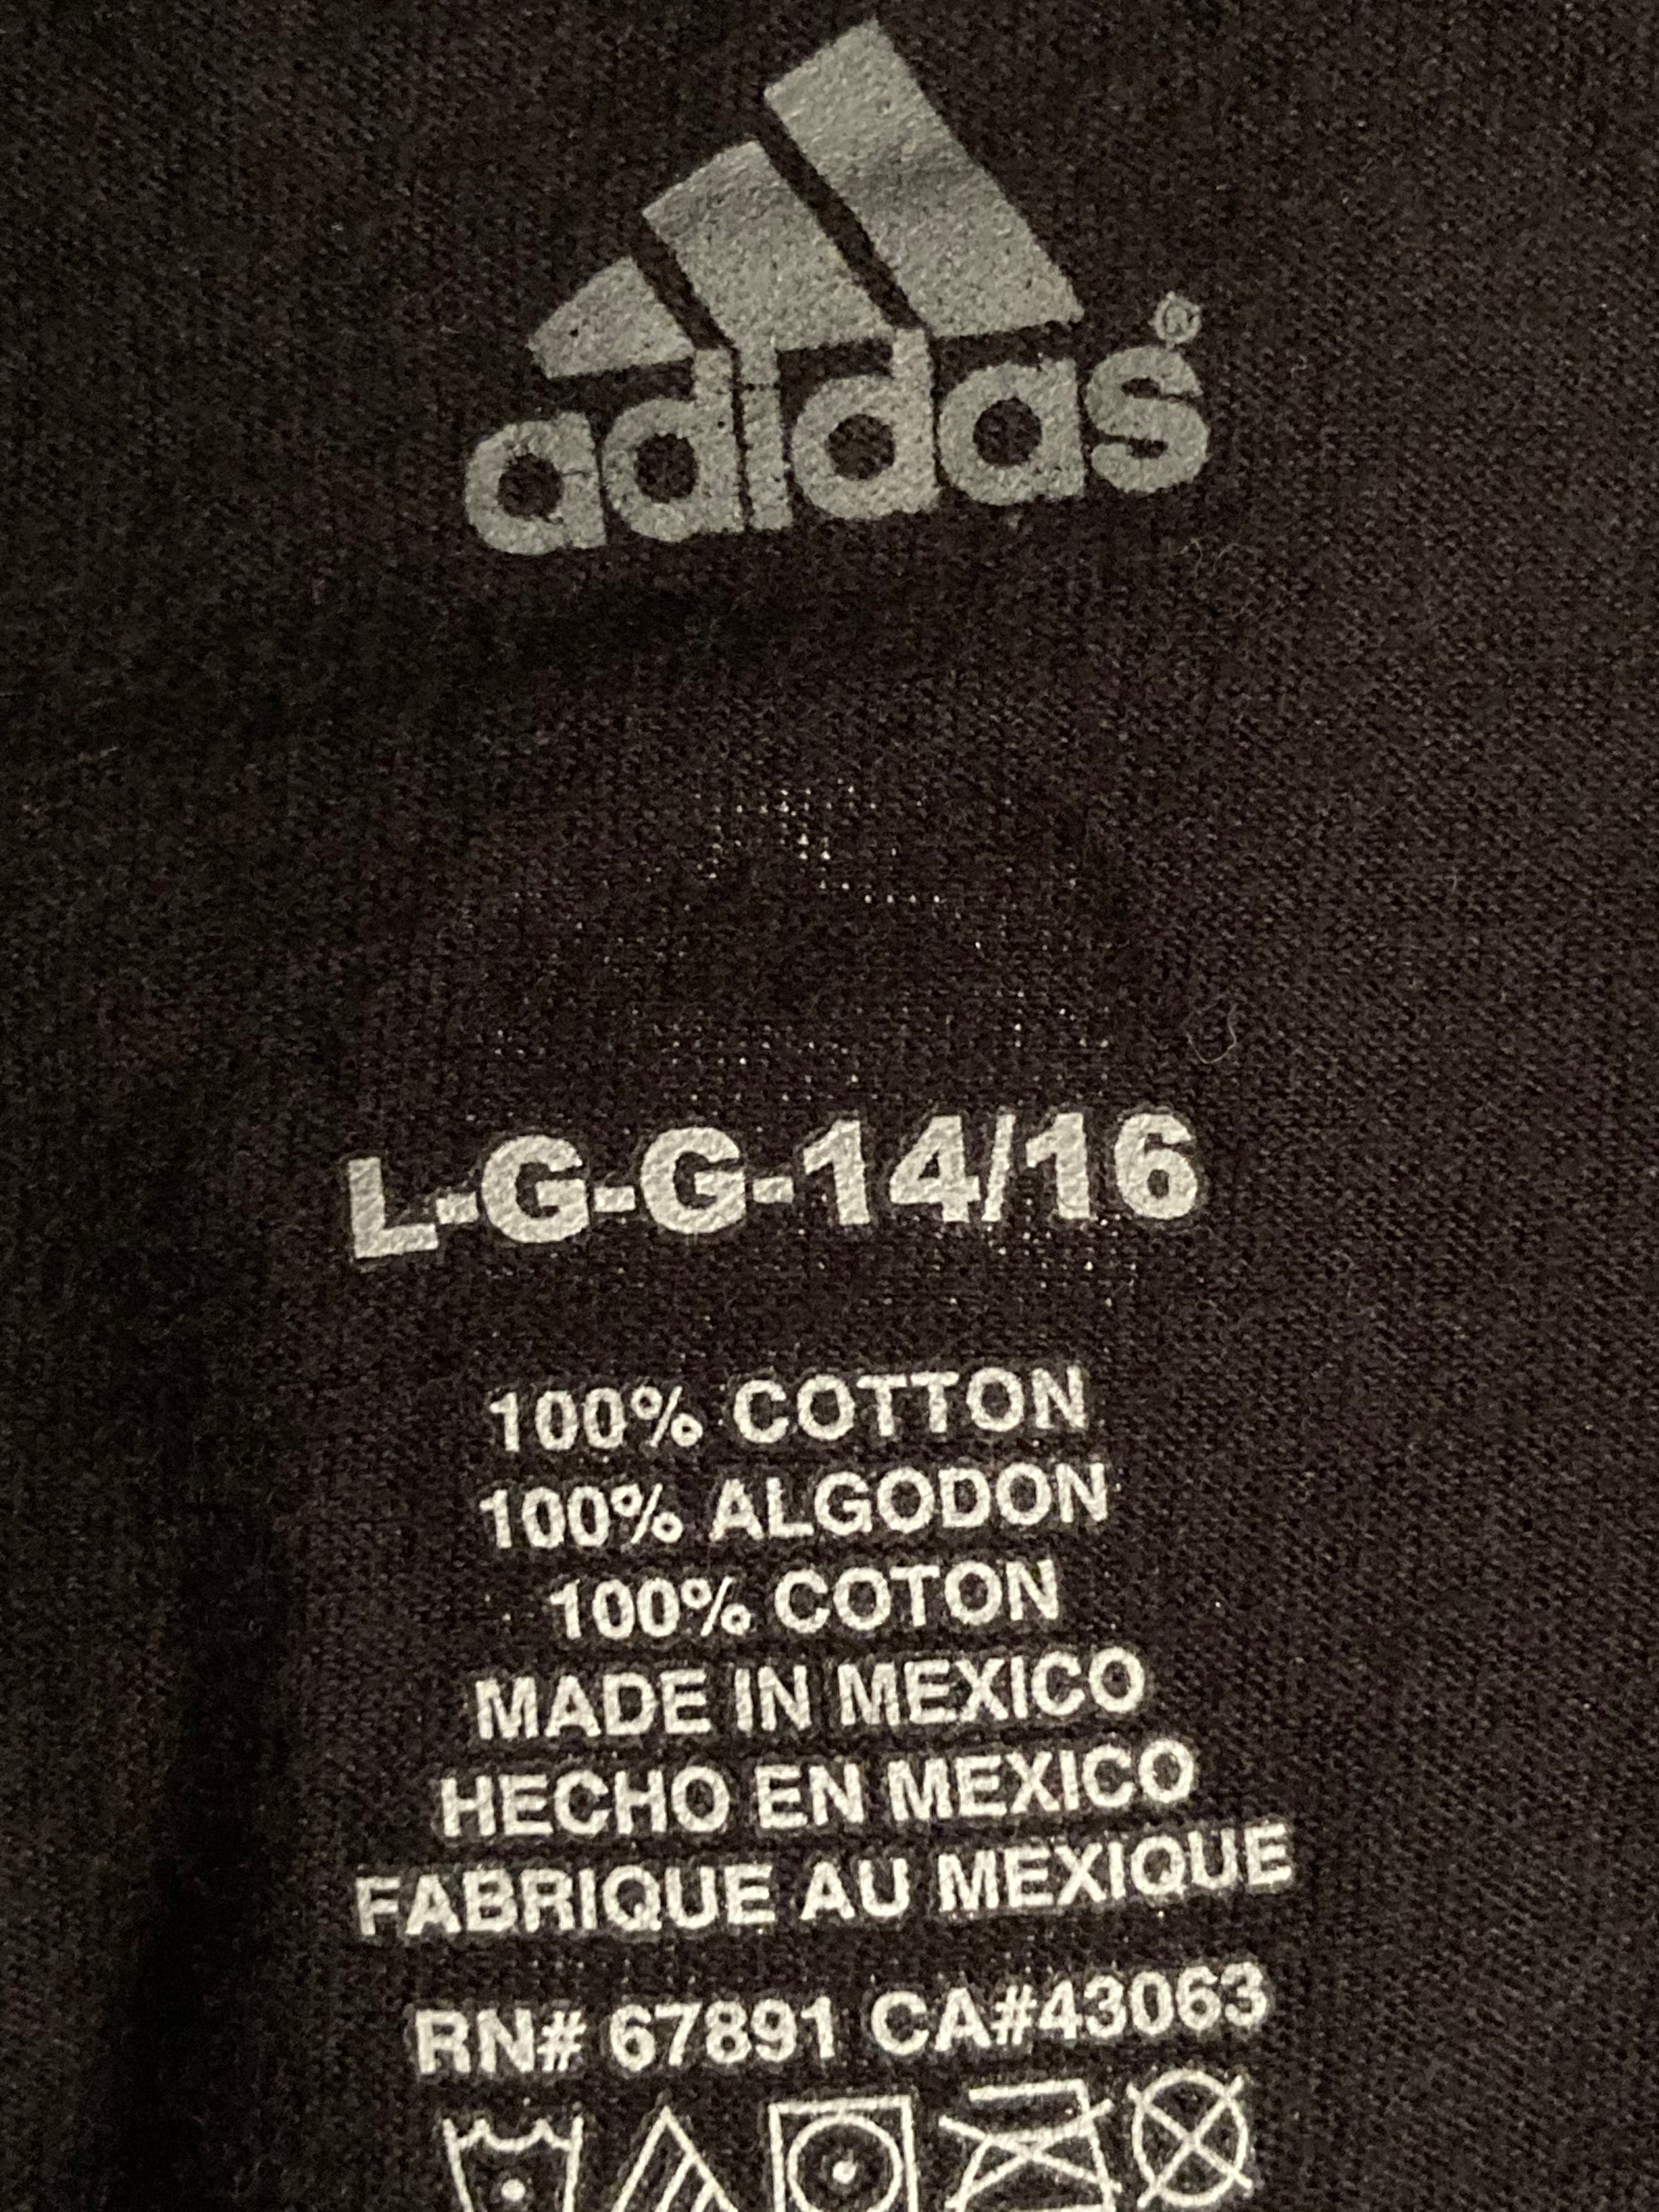 adidas®
L-G-G-14/16
100% COTTON
100% ALGODON
100% COTON
MADE IN MEXICO
HECHO EN MEXICO
FABRIQUE AU MEXIQUE
RN# 67891 CA#43063